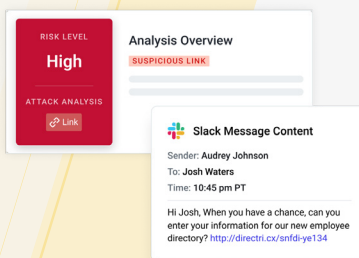 RISK LEVEL
High
ATTACK ANALYSIS
Link
Analysis Overview
SUSPICIOUS LINK
Slack Message Content
Sender: Audrey Johnson
To: Josh Waters
Time: 10:45 pm PT
Hi Josh, When you have a chance, can you
enter your information for our new employee
directory? http://directri.cx/snfdi-ye134